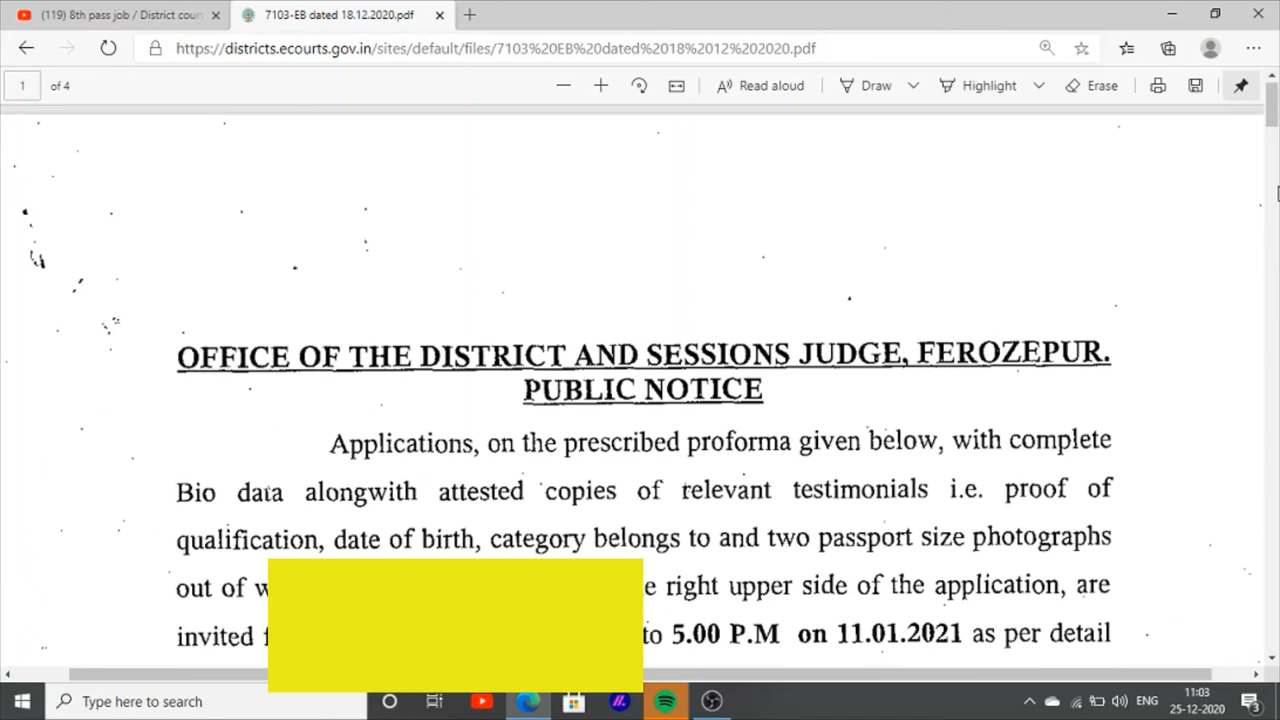 (119) 8th pass job / District cour
7103-EB dated 18.12.2020.pdf
https://districts.ecourts.gov.in/sites/default/files/7103%20EB%20dated%2018%2012%202020.pdf
1 of 4
Read aloud
Draw
Highlight
Erase
OFFICE OF THE DISTRICT AND SESSIONS JUDGE, FEROZEPUR.
PUBLIC NOTICE
Applications, on the prescribed proforma given below, with complete
Bio data alongwith attested copies of relevant testimonials i.e. proof of
qualification, date of birth, category belongs to and two passport size photographs
out of right upper side of the application, are
invited to 5.00 P.M on 11.01.2021 as per detail
Type here to search
ENG
11:03
25-12-2020
3